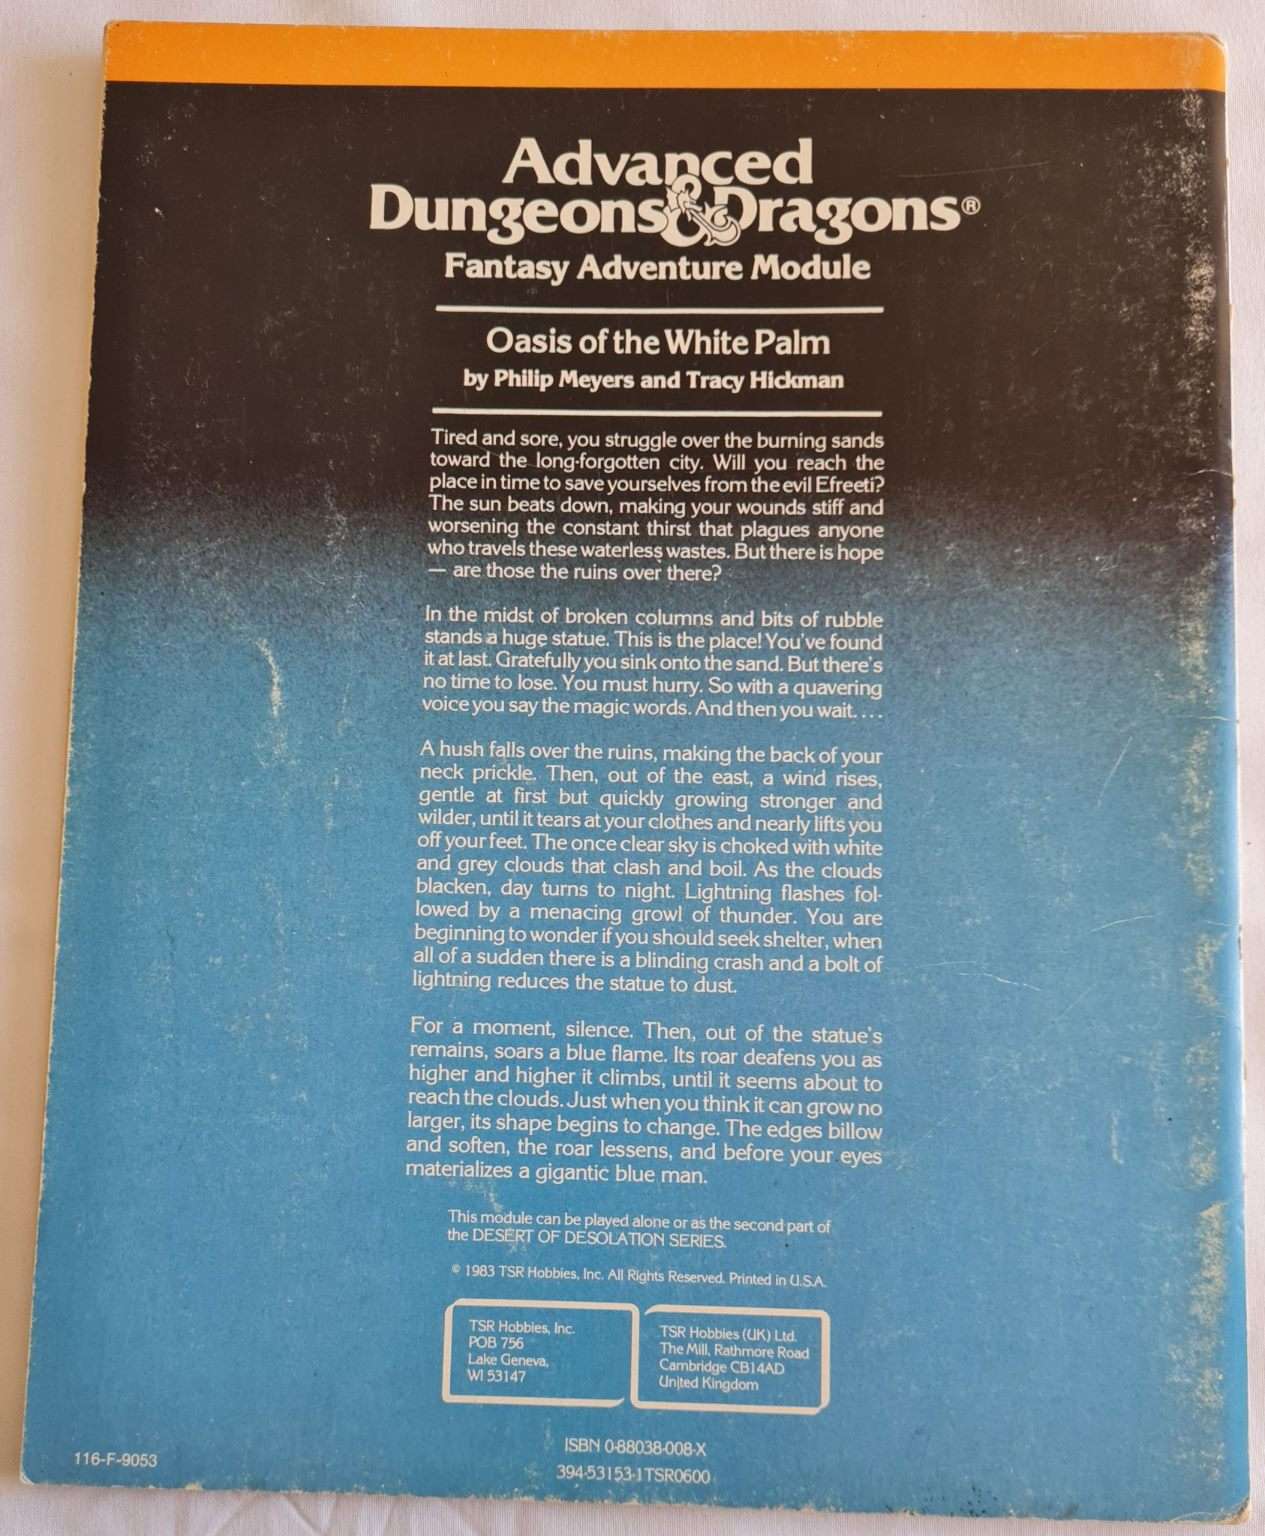 Advanced
Dungeons & Dragons®
Fantasy Adventure Module
Oasis of the White Palm
by Philip Meyers and Tracy Hickman
Tired and sore, you struggle over the burning sands
toward the long-forgotten city. Will you reach the
place in time to save yourselves from the evil Efreeti?
The sun beats down, making your wounds stiff and
worsening the constant thirst that plagues anyone
who travels these waterless wastes. But there is hope
— are those the ruins over there?
In the midst of broken columns and bits of rubble
stands a huge statue. This is the place! You've found
it at last. Gratefully you sink onto the sand. But there's
no time to lose. You must hurry. So with a quavering
voice you say the magic words. And then you wait. . . .
A hush falls over the ruins, making the back of your
neck prickle. Then, out of the east, a wind rises,
gentle at first but quickly growing stronger and
wilder, until it tears at your clothes and nearly lifts you
off your feet. The once clear sky is choked with white
and grey clouds that clash and boil. As the clouds
blacken, day turns to night. Lightning flashes fol-
lowed by a menacing growl of thunder. You are
beginning to wonder if you should seek shelter, when
all of a sudden there is a blinding crash and a bolt of
lightning reduces the statue to dust.
For a moment, silence. Then, out of the statue's
remains, soars a blue flame. Its roar deafens you as
higher and higher it climbs, until it seems about to
reach the clouds. Just when you think it can grow no
larger, its shape begins to change. The edges billow
and soften, the roar lessens, and before your eyes
materializes a gigantic blue man.
This module can be played alone or as the second part of
the DESERT OF DESOLATION SERIES.
© 1983 TSR Hobbies, Inc. All Rights Reserved. Printed in U.S.A.
TSR Hobbies, Inc.
POB 756
Lake Geneva,
WI 53147
TSR Hobbies (UK) Ltd.
The Mill, Rathmore Road
Cambridge CB14AD
United Kingdom
ISBN 0-88038-008-X
394-53153-1TSR0600
116-F-9053